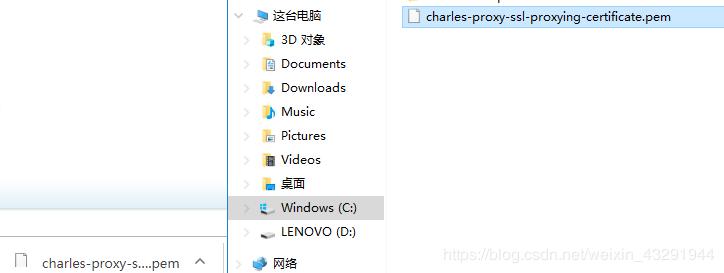 这台电脑
charles-proxy-ssl-proxying-certificate.pem
3D 对象
Documents
Downloads
Music
Pictures
Videos
桌面
Windows (C:)
LENOVO (D:)
网络
charles-proxy-s....pem
https://blog.csdn.net/weixin_43291944